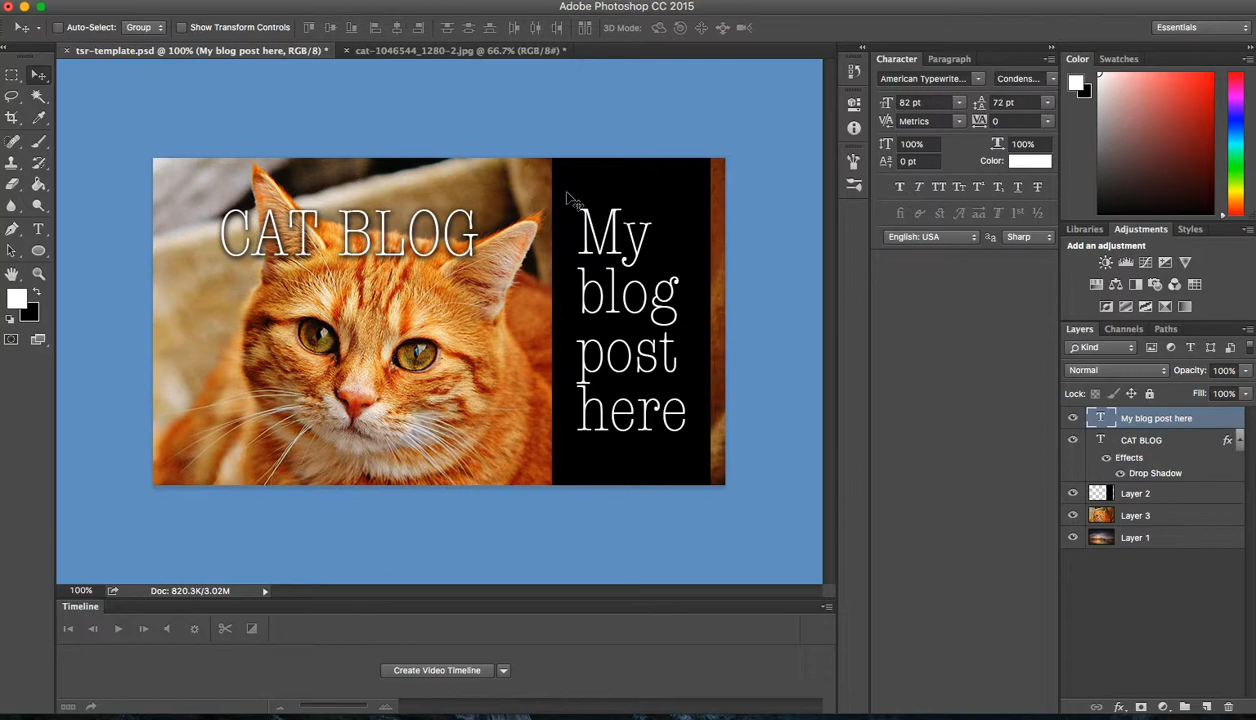 Adobe Photoshop CC 2015
Auto-Select: Group Show Transform Controls 3D Mode: Essentials
tsr-template.psd @ 100% (My blog post here, RGB/8) * cat-1046544_1280-2.jpg @ 66.7% (RGB/8#) *
Character Paragraph
Color Swatches
American Typewrite... Condens...
82 pt 72 pt
Metrics 0
100% 100%
0 pt Color:
English: USA Sharp
Libraries Adjustments Styles
Add an adjustment
Layers Channels Paths
Kind
Normal Opacity: 100%
Lock: Fill: 100%
My blog post here
CAT BLOG fx
Effects
Drop Shadow
Layer 2
Layer 3
Layer 1
CAT BLOG
My
blog
post
here
100% Doc: 820.3K/3.02M
Timeline
Create Video Timeline